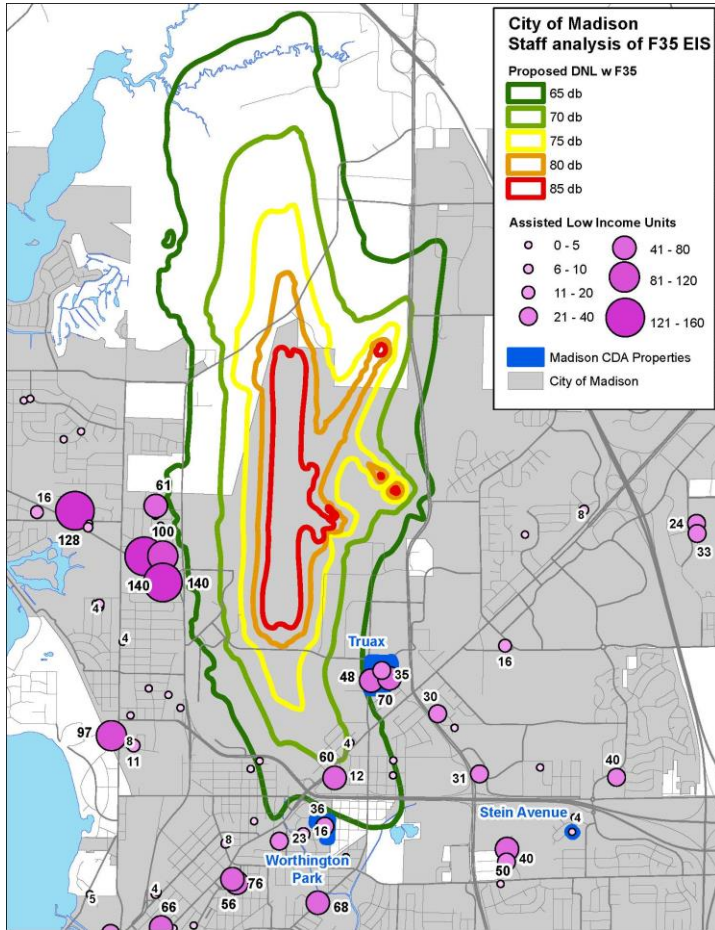 City of Madison
Staff analysis of F35 EIS
Proposed DNL w F35
65 db
70 db
75 db
80 db
85 db
Assisted Low Income Units
0 - 5
6 - 10
11 - 20
21 - 40
41 - 80
81 - 120
121 - 160
Madison CDA Properties
City of Madison
61
16
128
100
140
140
4
4
8
24
33
16
Truax
48
35
70
30
97
8
11
4
60
12
31
40
36
16
23
8
Worthington
Park
Stein Avenue
4
40
50
76
56
68
5
4
66